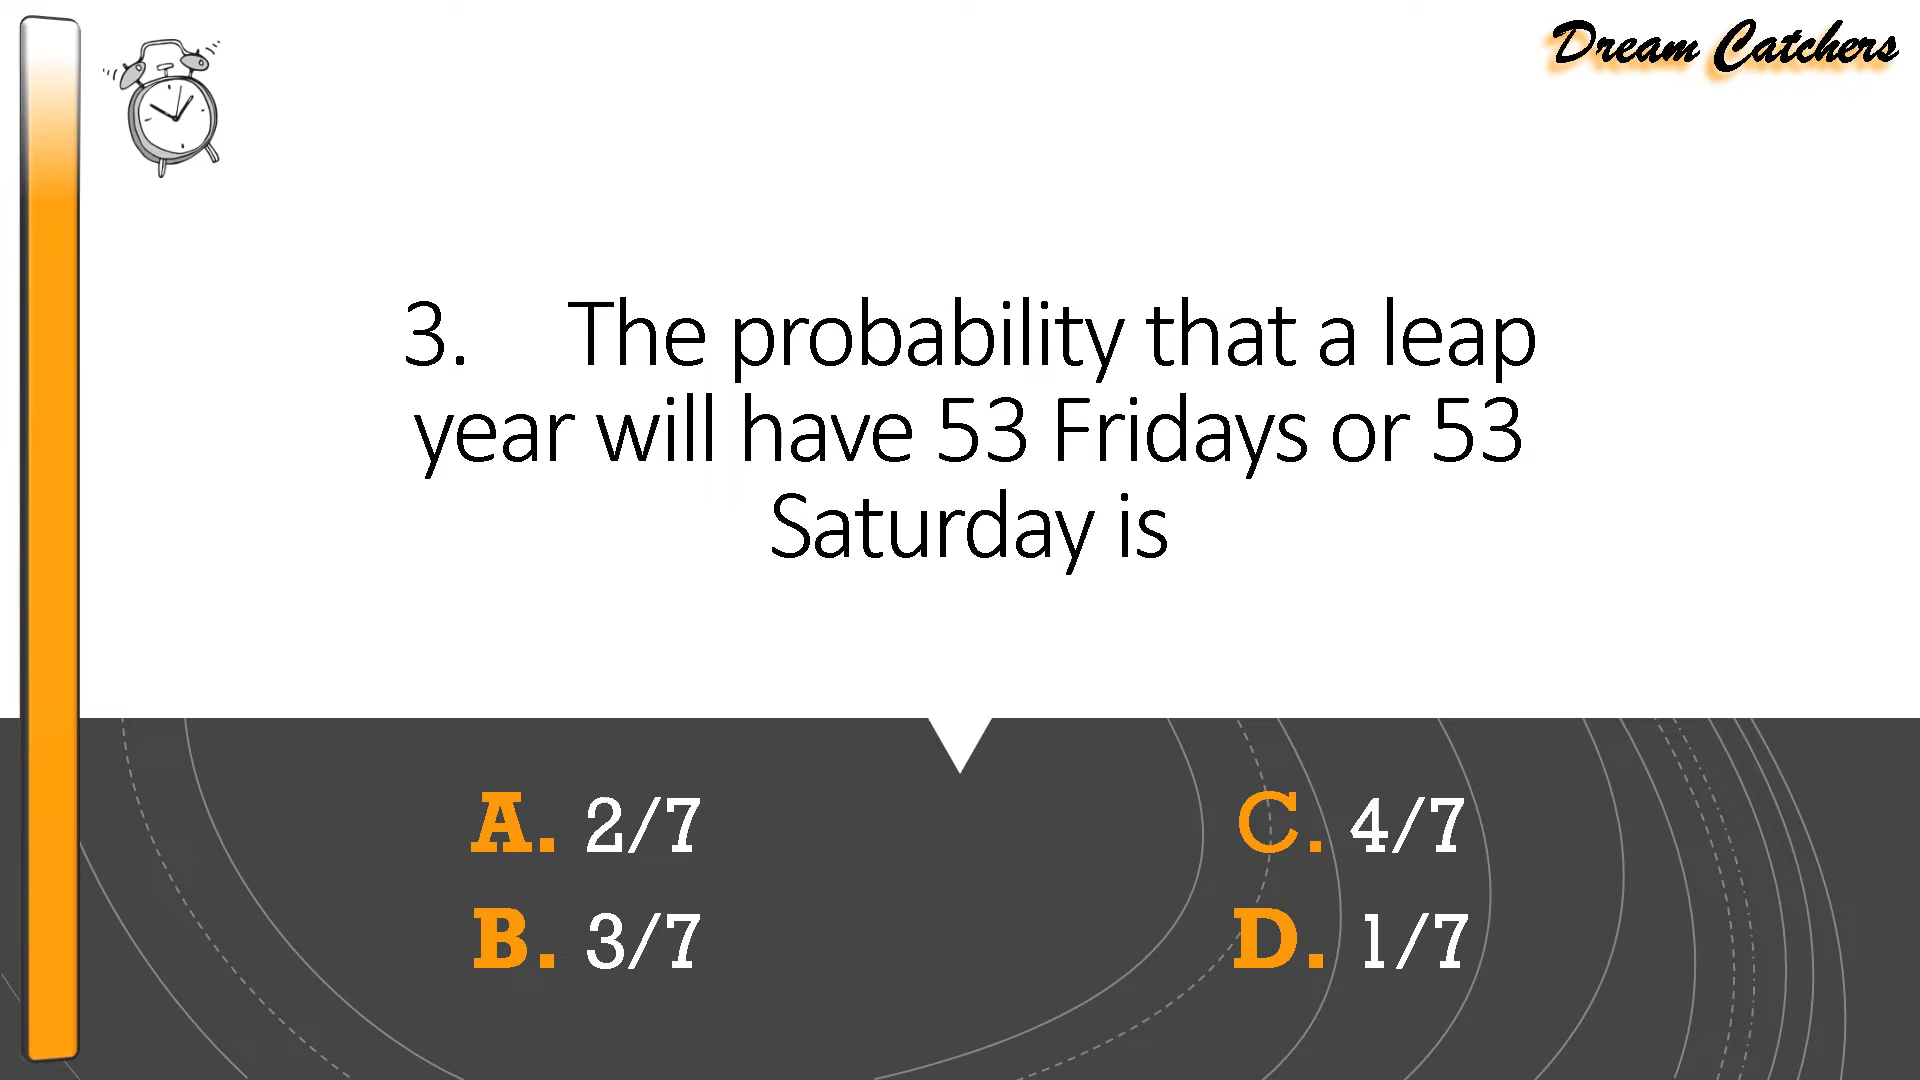 Dream Catchers
3. The probability that a leap
year will have 53 Fridays or 53
Saturday is
A. 2/7
B. 3/7
C. 4/7
D. 1/7